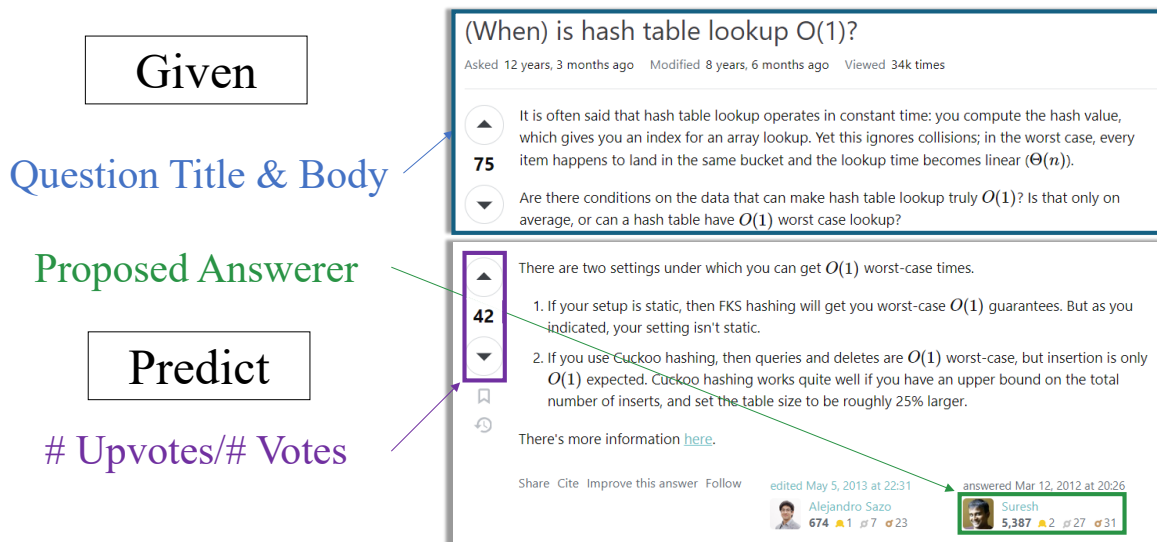 Given
Question Title & Body
Proposed Answerer
Predict
# Upvotes/# Votes
(When) is hash table lookup O(1)?
Asked 12 years, 3 months ago Modified 8 years, 6 months ago Viewed 34k times
It is often said that hash table lookup operates in constant time: you compute the hash value,
which gives you an index for an array lookup. Yet this ignores collisions; in the worst case, every
item happens to land in the same bucket and the lookup time becomes linear (Θ(n)).
75
Are there conditions on the data that can make hash table lookup truly O(1)? Is that only on
average, or can a hash table have O(1) worst case lookup?
There are two settings under which you can get O(1) worst-case times.
42
1. If your setup is static, then FKS hashing will get you worst-case O(1) guarantees. But as you
indicated, your setting isn't static.
2. If you use Cuckoo hashing, then queries and deletes are O(1) worst-case, but insertion is only
O(1) expected. Cuckoo hashing works quite well if you have an upper bound on the total
number of inserts, and set the table size to be roughly 25% larger.
There's more information here.
Share Cite Improve this answer Follow
edited May 5, 2013 at 22:31
Alejandro Sazo
674 1 7 23
answered Mar 12, 2012 at 20:26
Suresh
5,387 2 27 31